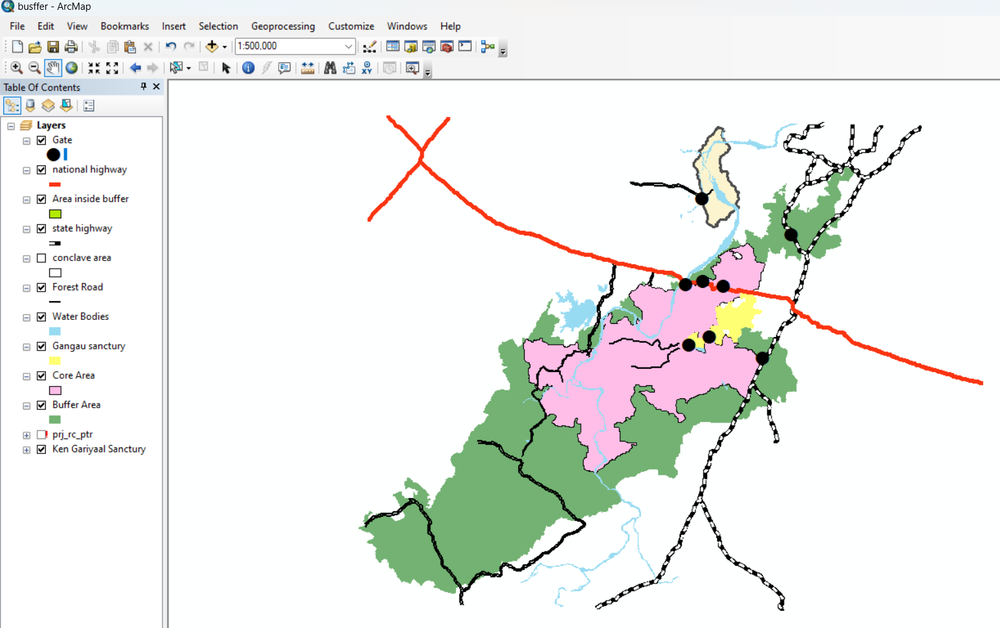 busffer - ArcMap
File Edit View Bookmarks Insert Selection Geoprocessing Customize Windows Help
1:500,000
XY
Table Of Contents
Layers
Gate
national highway
Area inside buffer
state highway
conclave area
Forest Road
Water Bodies
Gangau sanctury
Core Area
Buffer Area
prj_rc_ptr
Ken Gariyaal Sanctury